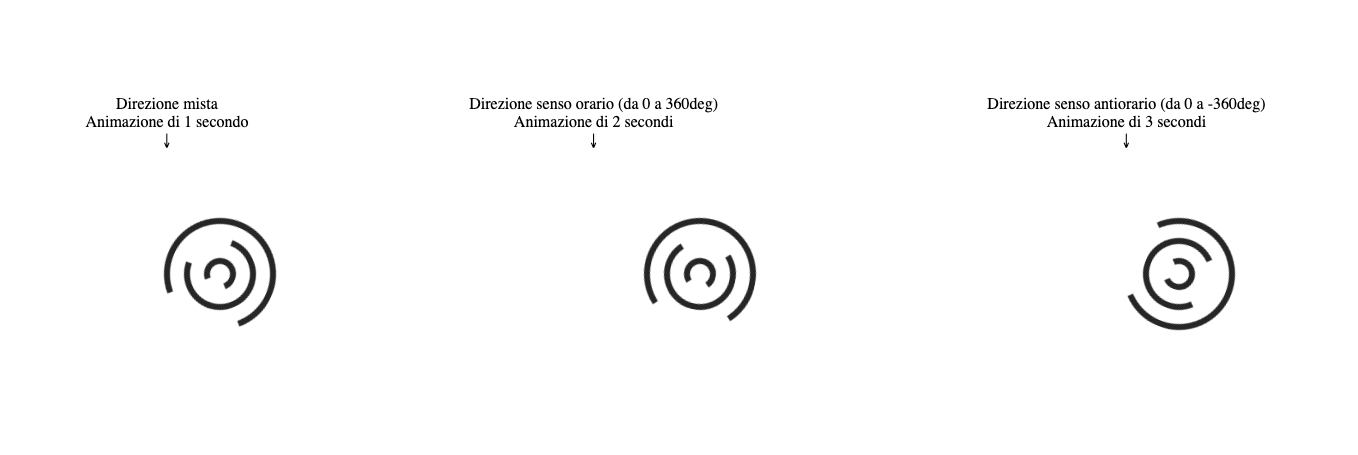 Direzione mista
Animazione di 1 secondo
↓
Direzione senso orario (da 0 a 360deg)
Animazione di 2 secondi
↓
Direzione senso antiorario (da 0 a -360deg)
Animazione di 3 secondi
↓